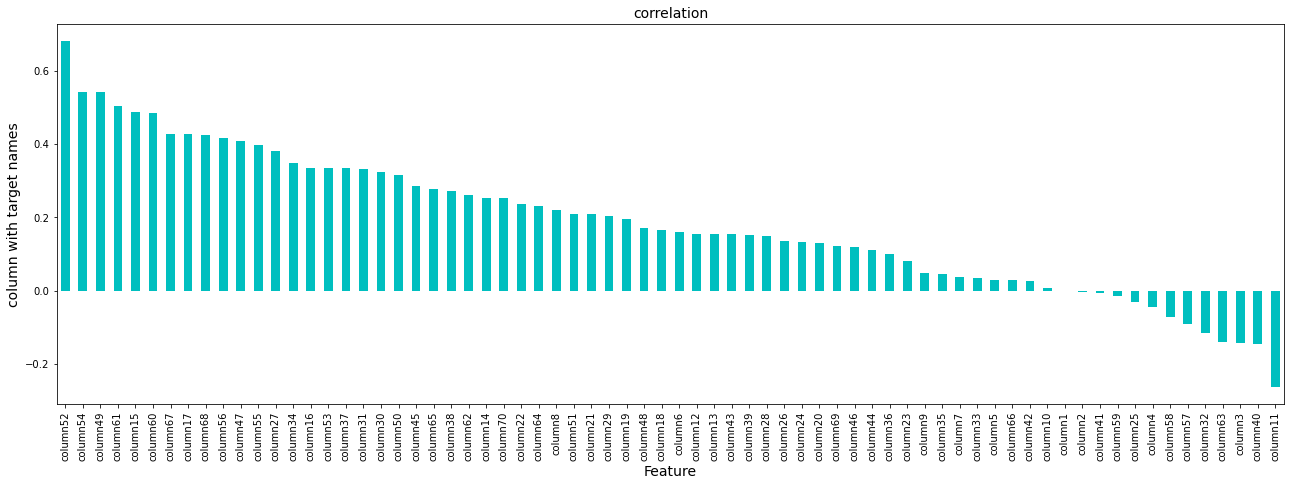 correlation
column with target names
0.6
0.4
0.2
0.0
−0.2
column52 column54 column49 column61 column15 column60 column67 column17 column68 column56 column47 column55 column27 column34 column16 column53 column37 column31 column30 column50 column45 column65 column38 column62 column14 column70 column22 column64 column8 column51 column21 column29 column19 column48 column18 column6 column12 column13 column43 column39 column28 column26 column24 column20 column69 column46 column44 column36 column23 column9 column35 column7 column33 column5 column66 column42 column10 column1 column2 column41 column59 column25 column4 column58 column57 column32 column63 column3 column40 column11
Feature